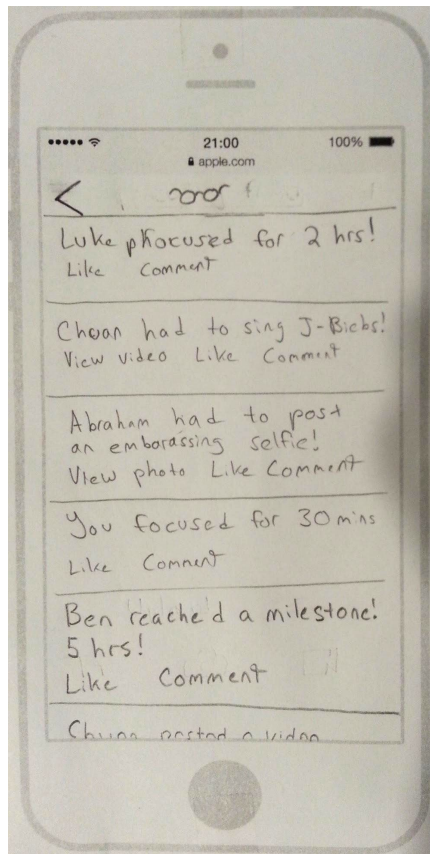 21:00 100%
apple.com
Luke phocused for 2 hrs!
Like Comment
Choan had to sing J-Biebs!
View video Like Comment
Abraham had to post
an emborassing selfie!
View photo Like Comment
You focused for 30 mins
Like Comment
Ben reached a milestone!
5 hrs!
Like Comment